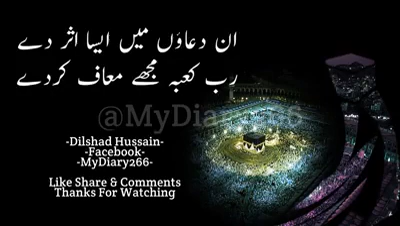 ان دعاؤں میں ایسا اثر دے
رب کعبہ مجھے معاف کردے
@MyDiary266
-Dilshad Hussain-
-Facebook-
-MyDiary266-
Like Share & Comments
Thanks For Watching